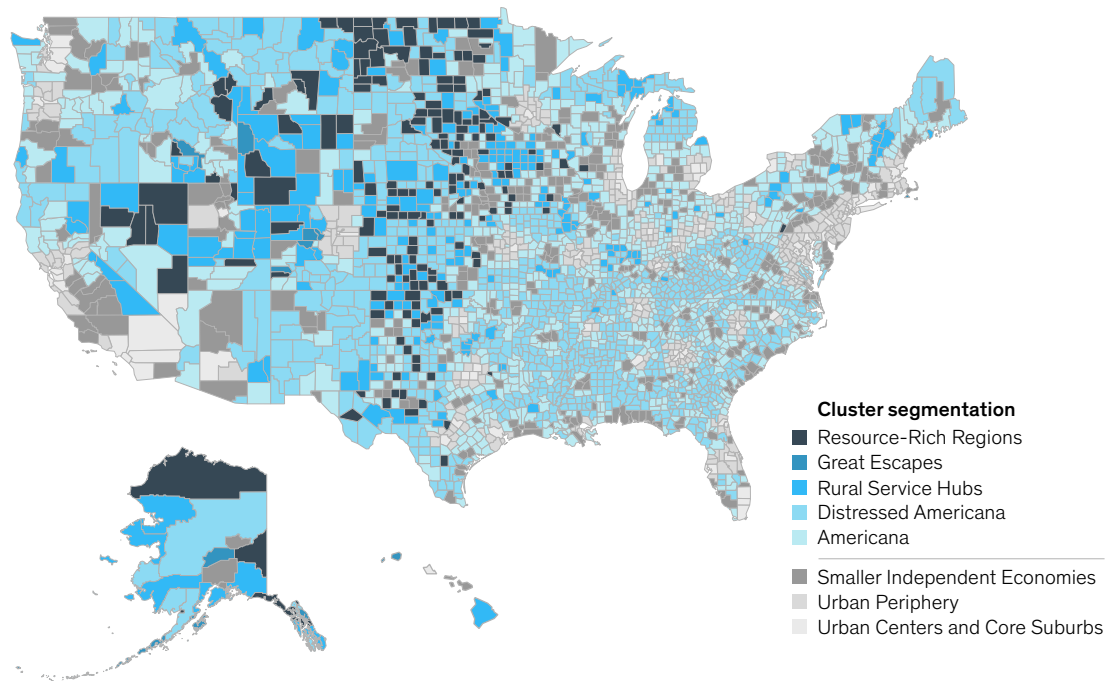 Cluster segmentation
Resource-Rich Regions
Great Escapes
Rural Service Hubs
Distressed Americana
Americana
Smaller Independent Economies
Urban Periphery
Urban Centers and Core Suburbs